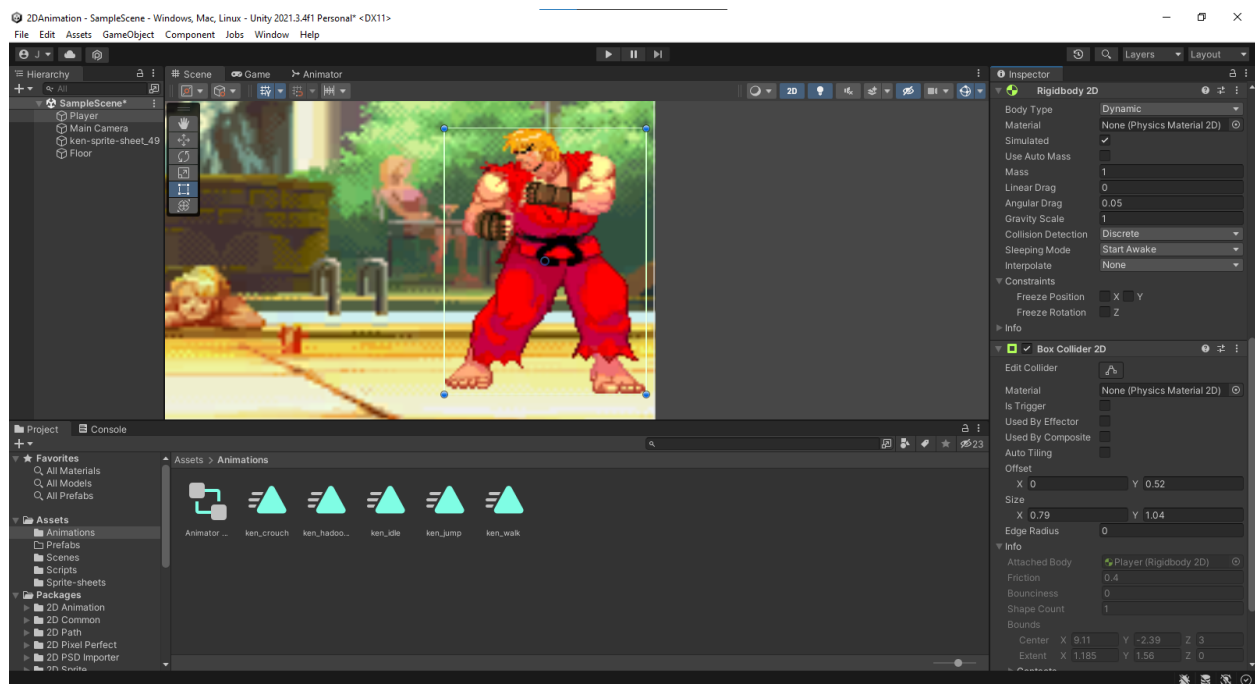 2DAnimation - SampleScene - Windows, Mac, Linux - Unity 2021.3.4f1 Personal* <DX11>
File Edit Assets GameObject Component Jobs Window Help
J
Layers Layout
Hierarchy
All
SampleScene*
Player
Main Camera
ken-sprite-sheet_49
Floor
Scene Game Animator
2D
Inspector
Rigidbody 2D
Body Type Dynamic
Material None (Physics Material 2D)
Simulated
Use Auto Mass
Mass 1
Linear Drag 0
Angular Drag 0.05
Gravity Scale 1
Collision Detection Discrete
Sleeping Mode Start Awake
Interpolate None
Constraints
Freeze Position X Y
Freeze Rotation Z
Info
Box Collider 2D
Edit Collider
Material None (Physics Material 2D)
Is Trigger
Used By Effector
Used By Composite
Auto Tiling
Offset
X 0 Y 0.52
Size
X 0.79 Y 1.04
Edge Radius 0
Info
Attached Body Player (Rigidbody 2D)
Friction 0.4
Bounciness 0
Shape Count 1
Bounds
Center X 9.11 Y -2.39 Z 3
Extent X 1.185 Y 1.56 Z 0
Contacts
Project Console
23
Favorites
All Materials
All Models
All Prefabs
Assets
Animations
Prefabs
Scenes
Scripts
Sprite-sheets
Packages
2D Animation
2D Common
2D Path
2D Pixel Perfect
2D PSD Importer
2D Sprite
Assets > Animations
Animator ... ken_crouch ken_hadoo... ken_idle ken_jump ken_walk